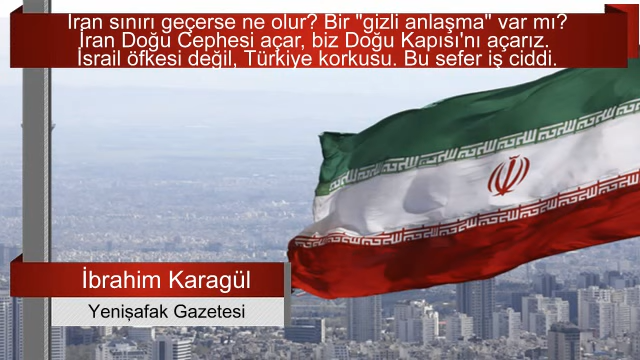 İran sınırı geçerse ne olur? Bir "gizli anlaşma" var mı?
İran Doğu Cephesi açar, biz Doğu Kapısı'nı açarız.
İsrail öfkesi değil, Türkiye korkusu. Bu sefer iş ciddi.
İbrahim Karagül
Yenişafak Gazetesi